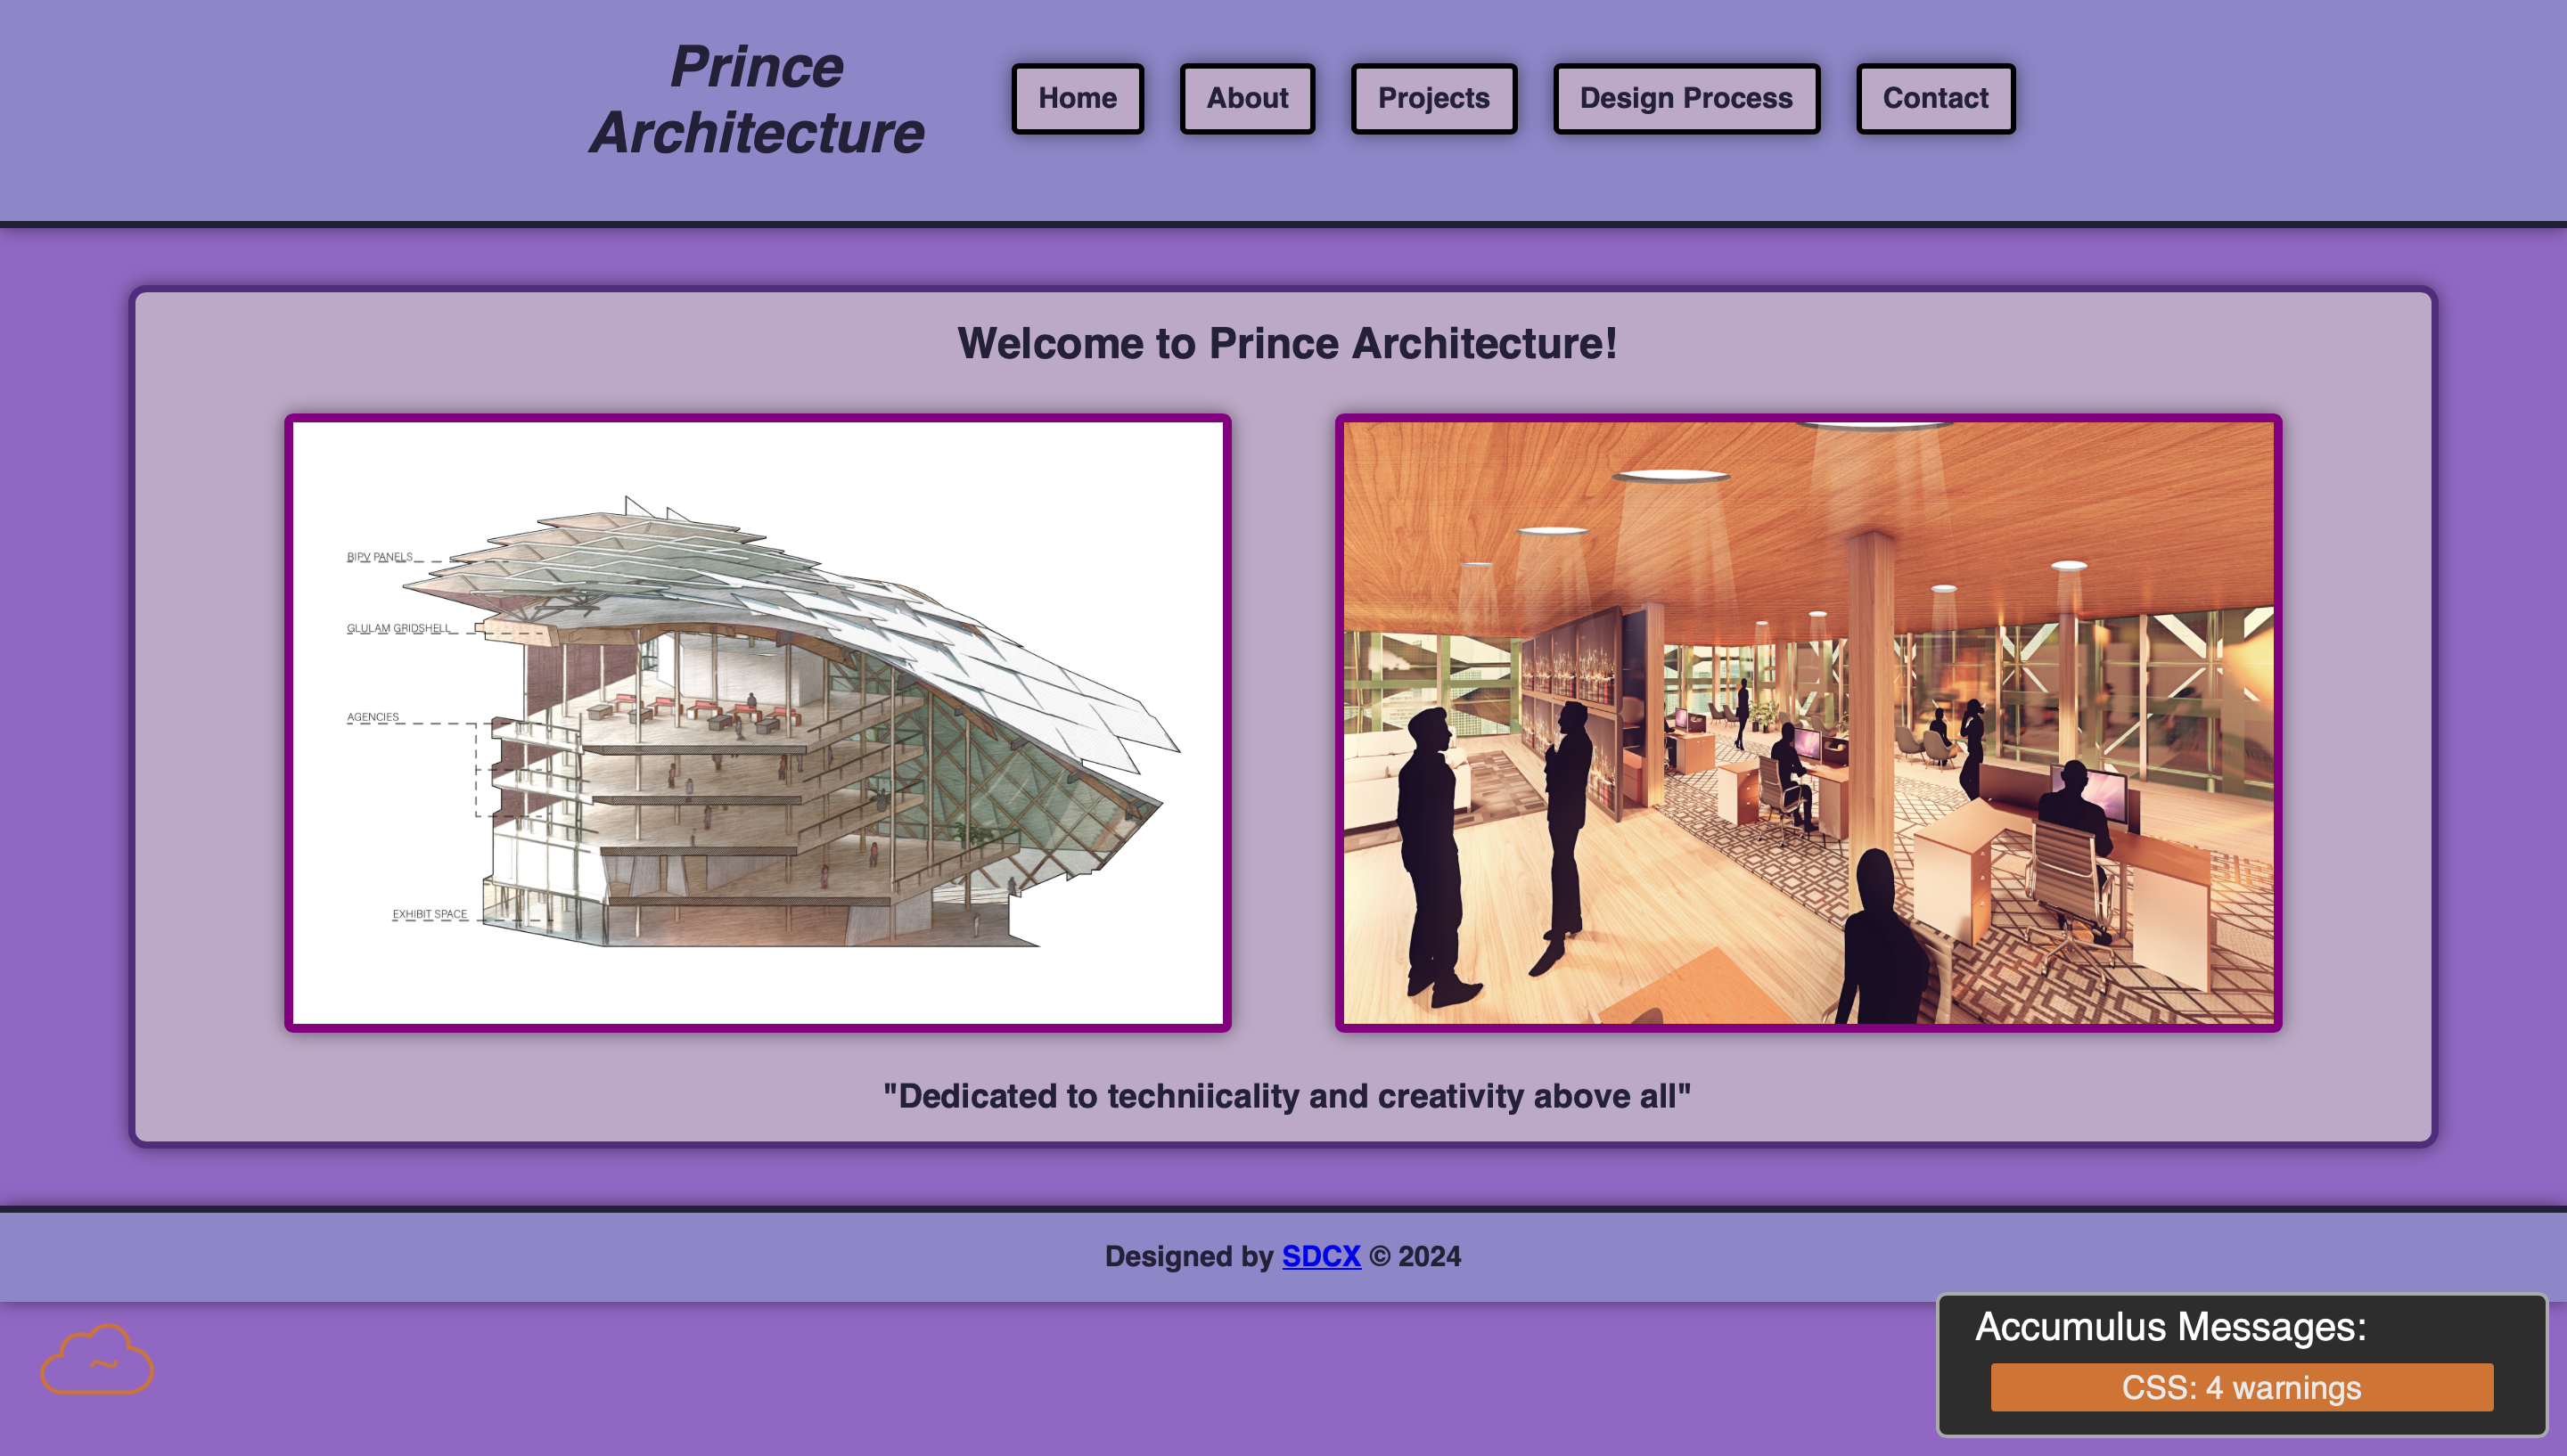 Prince
Architecture
Home
About
Projects
Design Process
Contact
Welcome to Prince Architecture!
BIPV PANELS
GLULAM GRIDSHELL
AGENCIES
EXHIBIT SPACE
"Dedicated to techniicality and creativity above all"
Designed by SDCX © 2024
~
Accumulus Messages:
CSS: 4 warnings